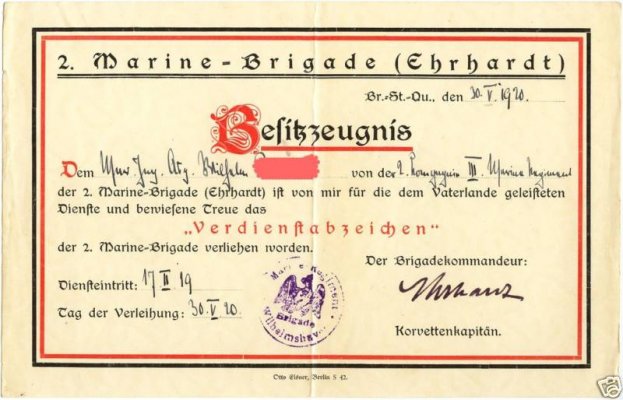 2. Marine-Brigade (Ehrhardt)
Br.-St.-Qu., den 30. V. 1920.
Besitzzeugnis
Dem Wilhelm von der 2. Kompagnie III. Marine Regiment
der 2. Marine-Brigade (Ehrhardt) ist von mir für die dem Vaterlande geleisteten
Dienste und bewiesene Treue das
„Verdienstabzeichen“
der 2. Marine-Brigade verliehen worden.
Der Brigadekommandeur:
Diensteintritt: 17 II 19
Ehrhardt
Tag der Verleihung: 30. V 20.
Korvettenkapitän.
Marine
Brigade
Wilhelmshav
Otto Elsner, Berlin S 42.